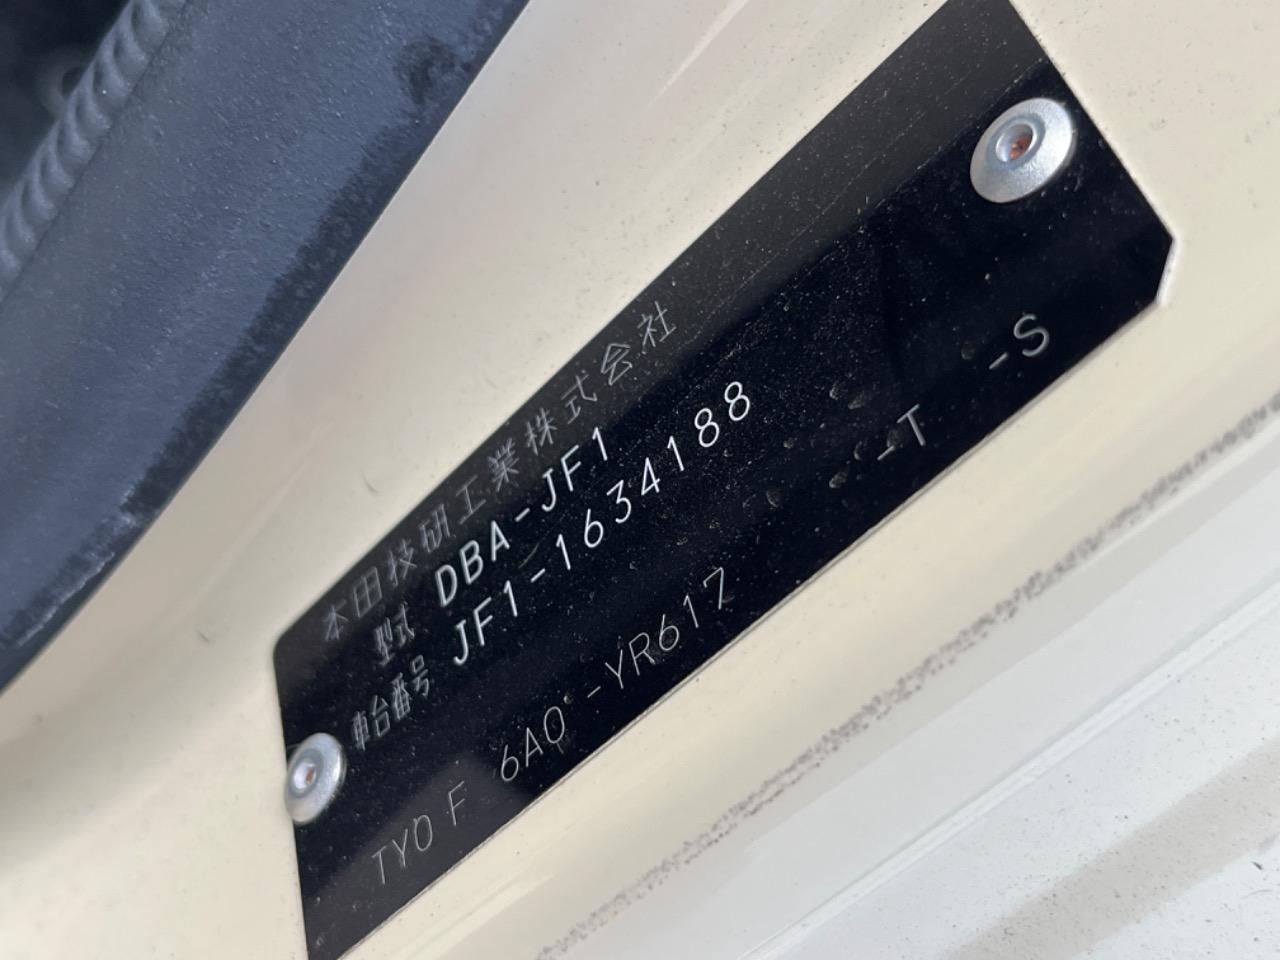 本田技研工業株式会社
型式 DBA-JF1
車台番号 JF1-1634188
TYO F 6A0 -YR617 -T -S